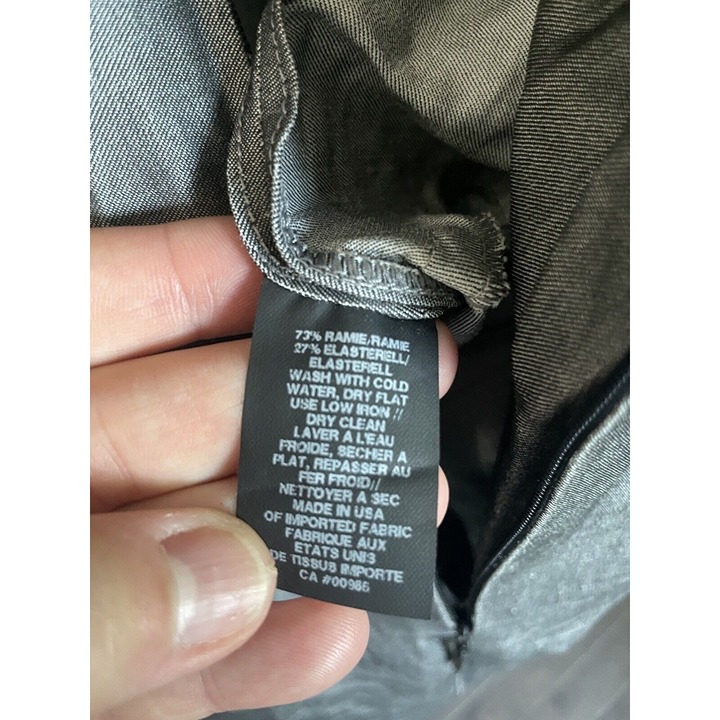 73% RAMIE/RAMIE
27% ELASTERELL/
ELASTERELL
WASH WITH COLD
WATER, DRY FLAT
USE LOW IRON //
DRY CLEAN
LAVER A L'EAU
FROIDE, SECHER A
PLAT, REPASSER AU
FER FROID//
NETTOYER A SEC
MADE IN USA
OF IMPORTED FABRIC
FABRIQUE AUX
ETATS UNIS
DE TISSUS IMPORTE
CA #00986